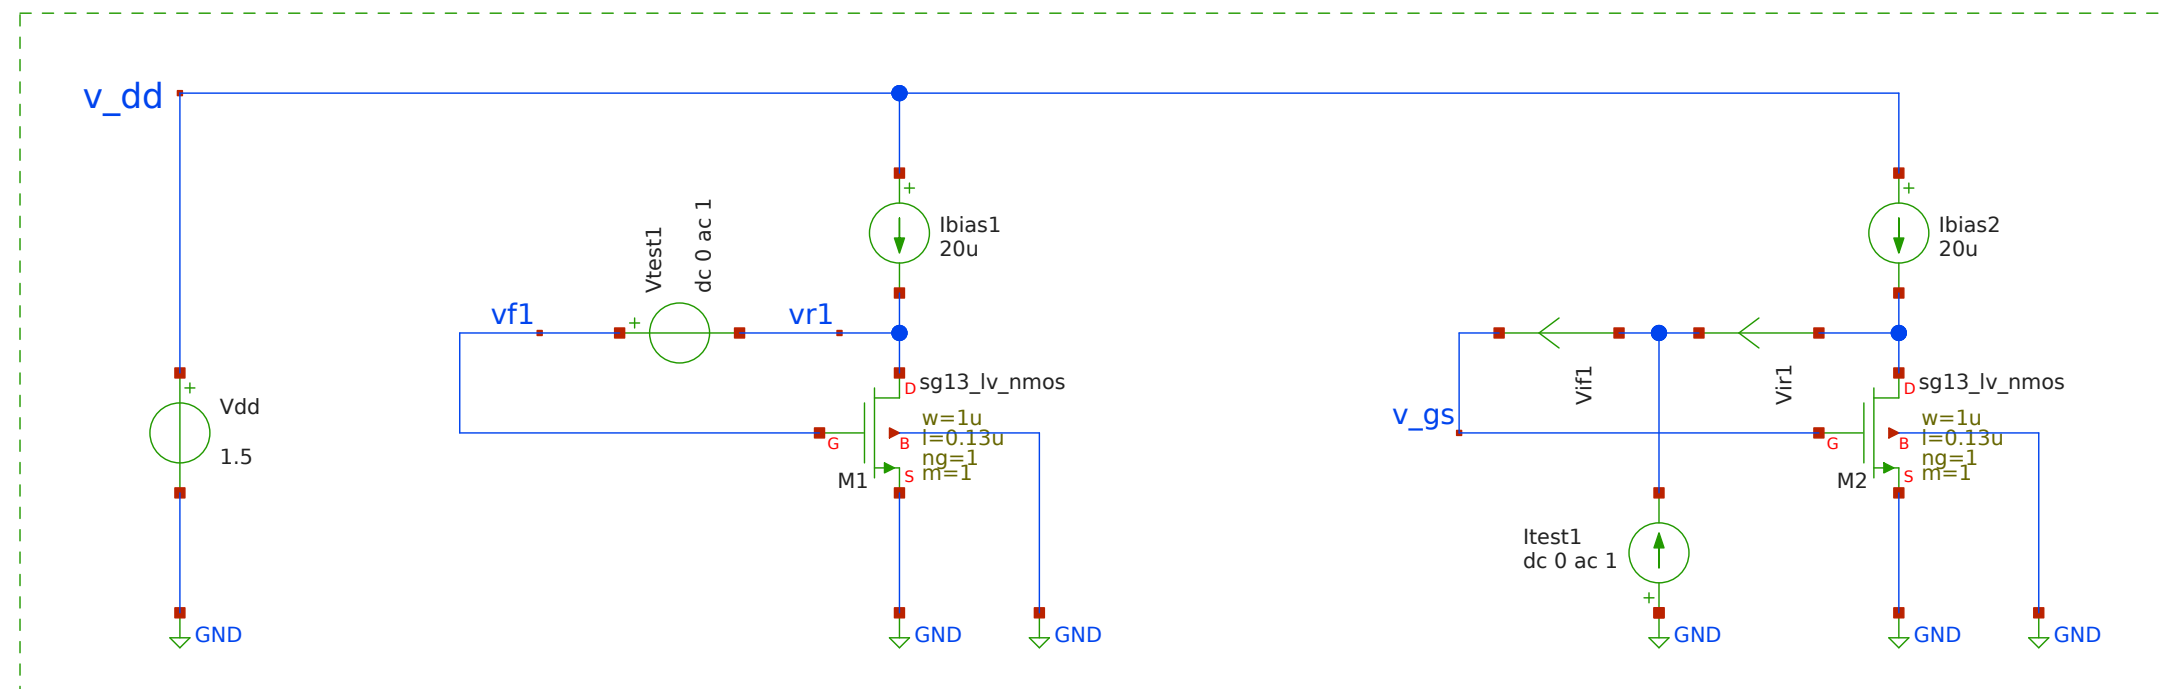 v_dd
Vdd
1.5
GND
vf1
+
Vtest1
dc 0 ac 1
vr1
+
Ibias1
20u
sg13_lv_nmos
D
G
B
S
w=1u
l=0.13u
ng=1
m=1
M1
GND
GND
+
Ibias2
20u
v_gs
Vif1
Vir1
sg13_lv_nmos
D
G
B
S
w=1u
l=0.13u
ng=1
m=1
M2
Itest1
dc 0 ac 1
+
GND
GND
GND
+